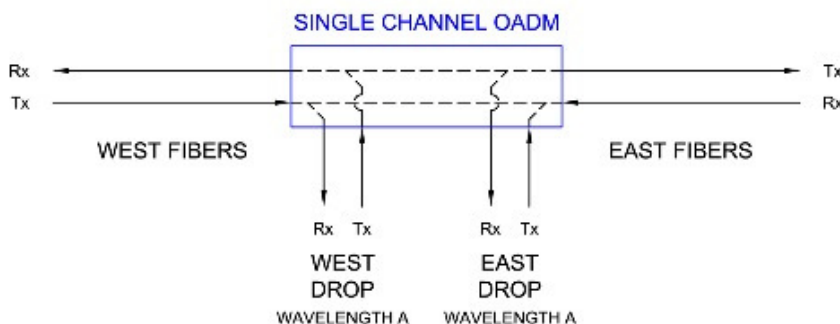 SINGLE CHANNEL OADM
Rx
Tx
Tx
Rx
WEST FIBERS
EAST FIBERS
Rx Tx
Rx Tx
WEST
DROP
WAVELENGTH A
EAST
DROP
WAVELENGTH A